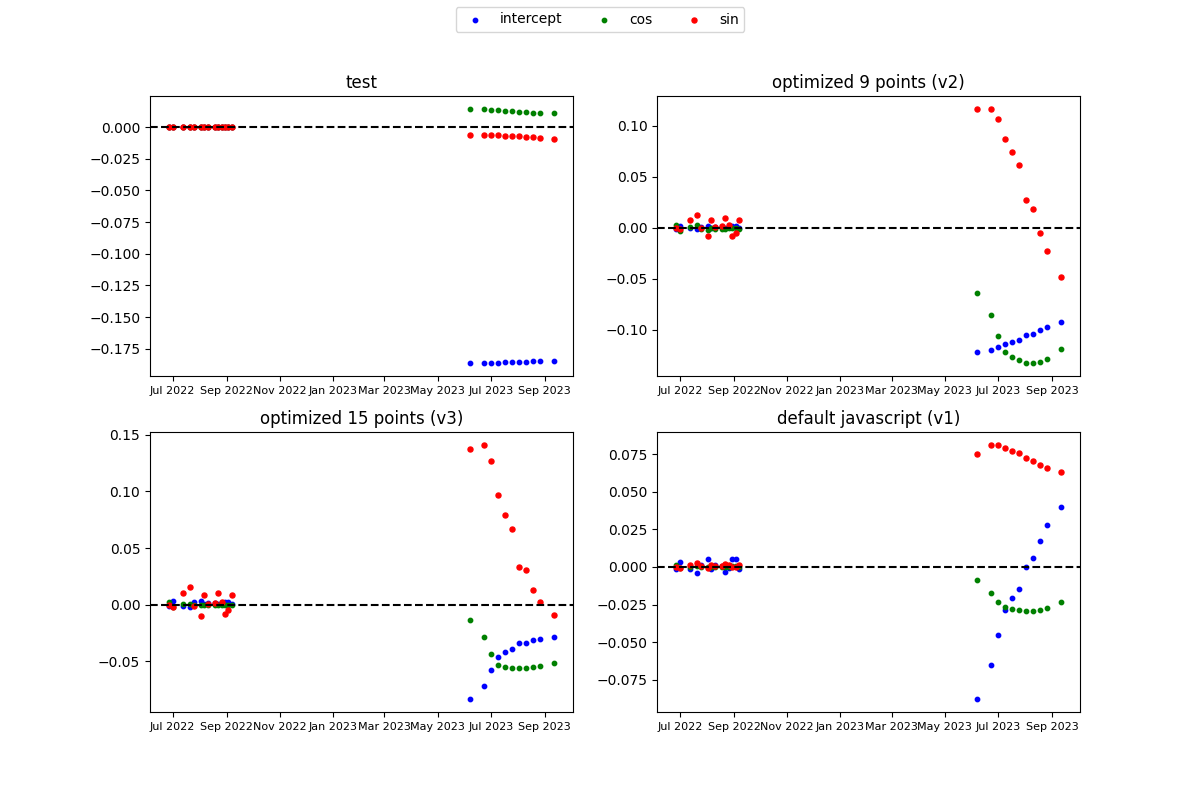 intercept cos sin
test
0.000
−0.025
−0.050
−0.075
−0.100
−0.125
−0.150
−0.175
Jul 2022 Sep 2022 Nov 2022 Jan 2023 Mar 2023 May 2023 Jul 2023 Sep 2023
optimized 9 points (v2)
0.10
0.05
0.00
−0.05
−0.10
Jul 2022 Sep 2022 Nov 2022 Jan 2023 Mar 2023 May 2023 Jul 2023 Sep 2023
optimized 15 points (v3)
0.15
0.10
0.05
0.00
−0.05
Jul 2022 Sep 2022 Nov 2022 Jan 2023 Mar 2023 May 2023 Jul 2023 Sep 2023
default javascript (v1)
0.075
0.050
0.025
0.000
−0.025
−0.050
−0.075
Jul 2022 Sep 2022 Nov 2022 Jan 2023 Mar 2023 May 2023 Jul 2023 Sep 2023